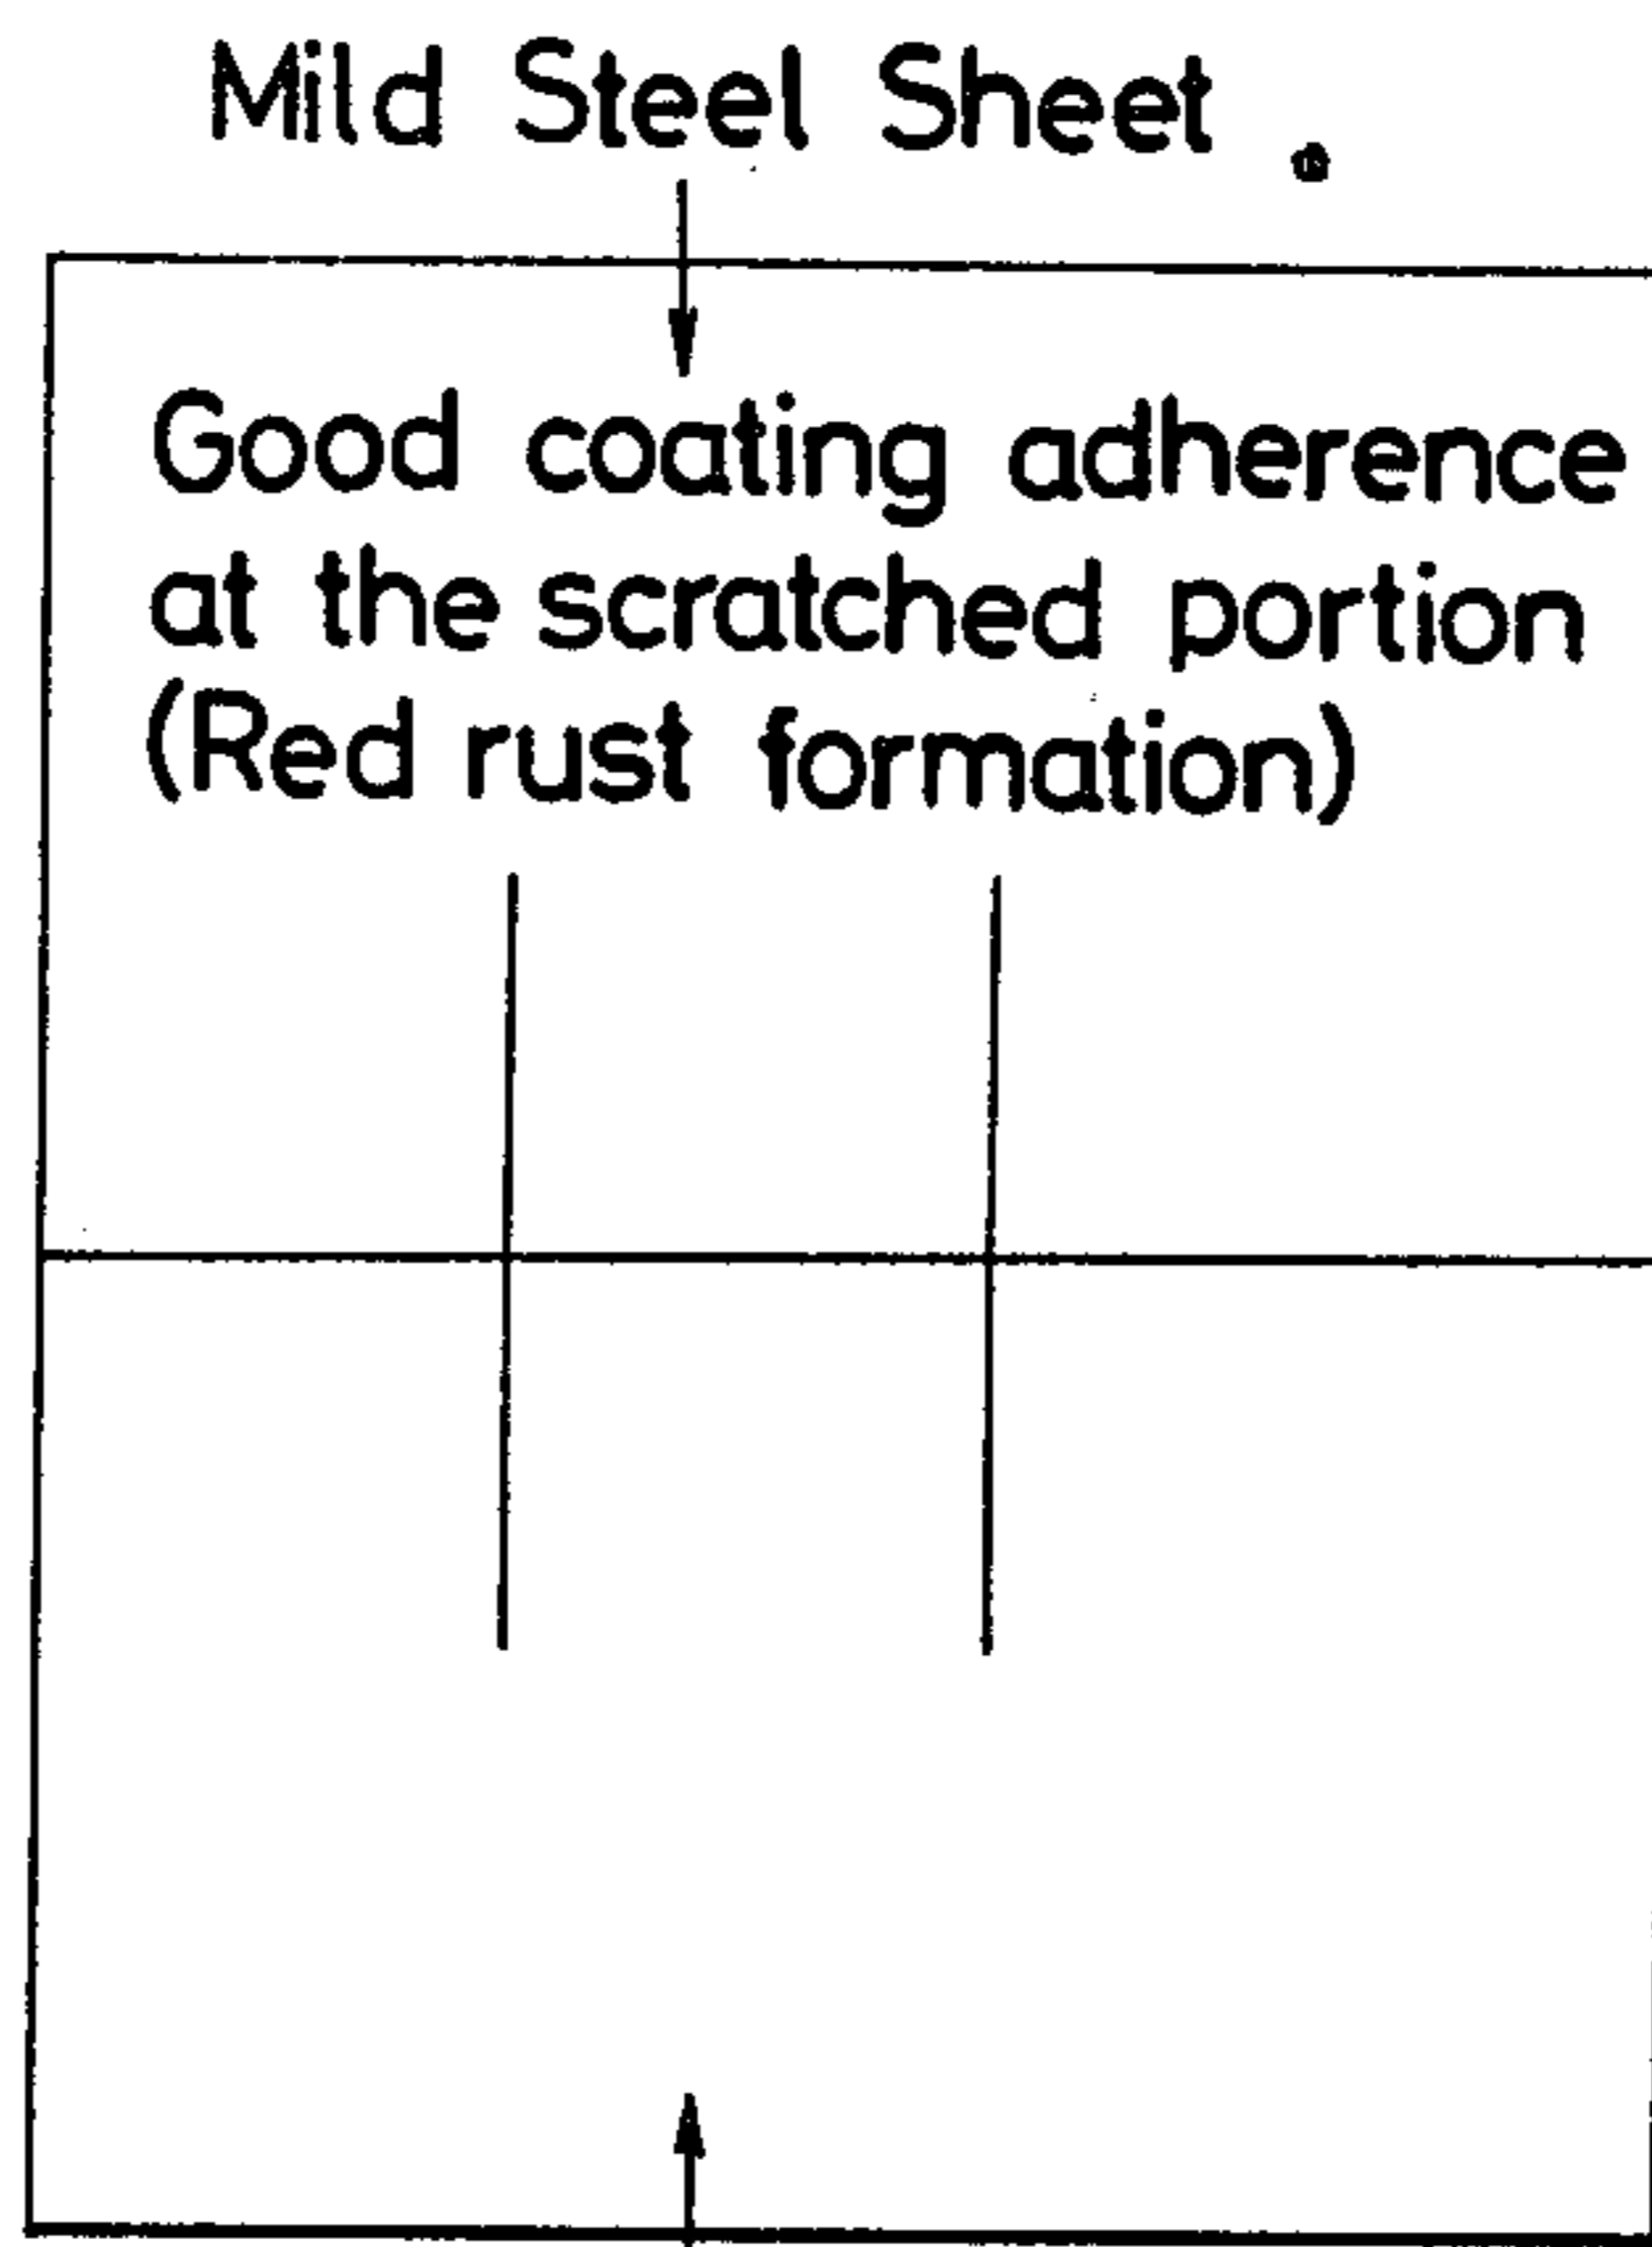 Mild Steel Sheet .
Good coating adherence
at the scratched portion
(Red rust formation)